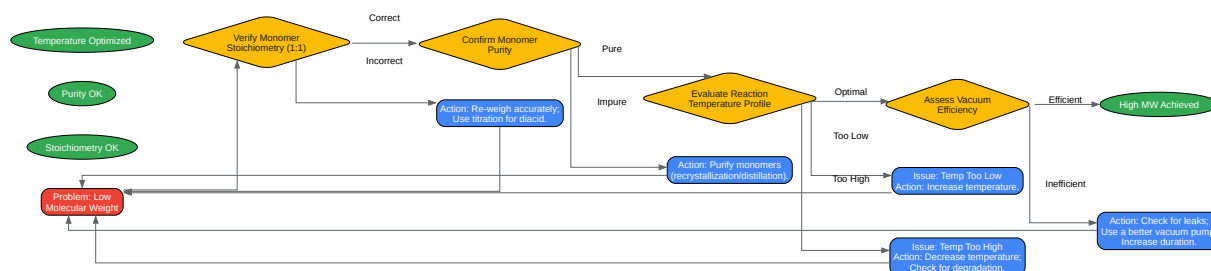 Temperature Optimized
Purity OK
Stoichiometry OK
Problem: Low
Molecular Weight
Verify Monomer
Stoichiometry (1:1)
Correct
Incorrect
Action: Re-weigh accurately;
Use titration for diacid.
Confirm Monomer
Purity
Pure
Impure
Action: Purify monomers
(recrystallization/distillation).
Evaluate Reaction
Temperature Profile
Optimal
Too Low
Too High
Issue: Temp Too Low
Action: Increase temperature.
Issue: Temp Too High
Action: Decrease temperature;
Check for degradation.
Assess Vacuum
Efficiency
Efficient
Inefficient
High MW Achieved
Action: Check for leaks;
Use a better vacuum pump
Increase duration.